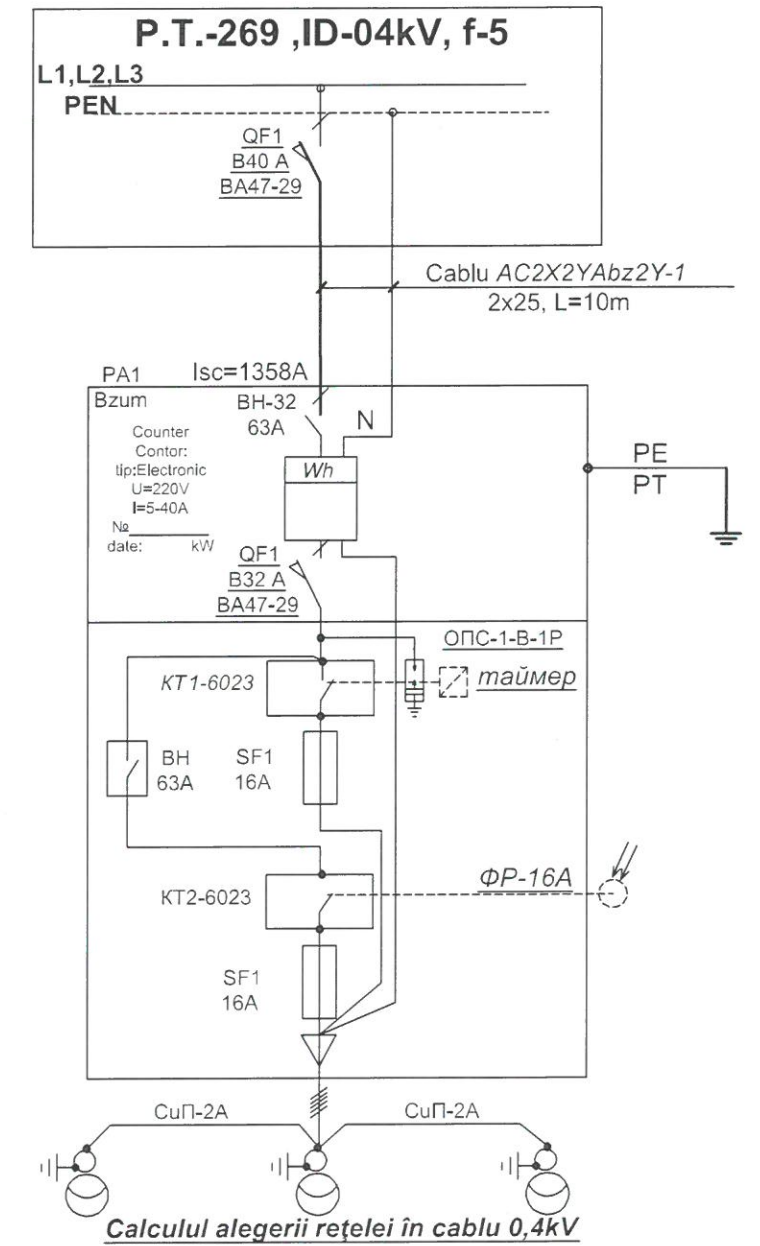 P.T.-269 ,ID-04kV, f-5
L1,L2,L3
PEN
QF1
B40 A
BA47-29
Cablu AC2X2YAbz2Y-1
2x25, L=10m
PA1
Isc=1358A
Bzum
BH-32
63A
N
Counter
Contor:
tip:Electronic
U=220V
I=5-40A
№
date: kW
Wh
PE
PT
QF1
B32 A
BA47-29
ОПС-1-В-1Р
КТ1-6023
таймер
ВН
63A
SF1
16A
КТ2-6023
ФР-16А
SF1
16A
СиП-2А
СиП-2А
Calculul alegerii reţelei în cablu 0,4kV